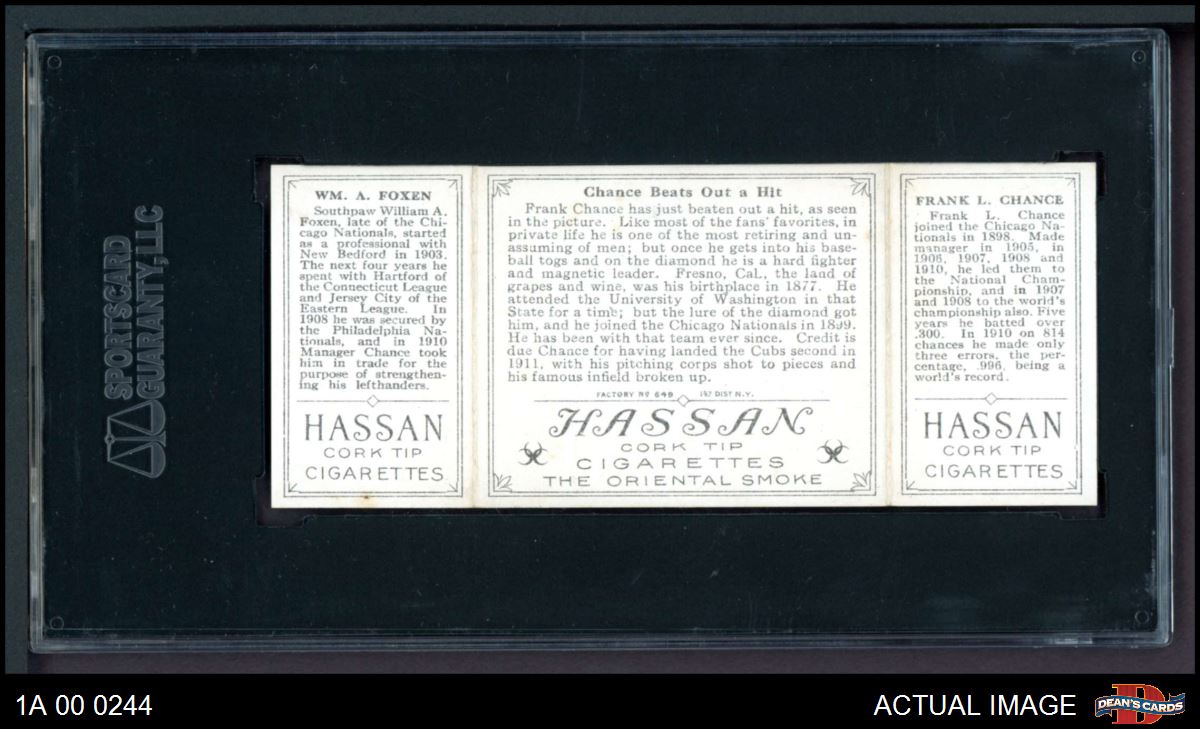 SPORTSCARD
GUARANTY, LLC
WM. A. FOXEN
Southpaw William A.
Foxen, late of the Chi-
cago Nationals, started
as a professional with
New Bedford in 1903.
The next four years he
spent with Hartford of
the Connecticut League
and Jersey City of the
Eastern League. In
1908 he was secured by
the Philadelphia Na-
tionals, and in 1910
Manager Chance took
him in trade for the
purpose of strengthen-
ing his lefthanders.
HASSAN
CORK TIP
CIGARETTES
Chance Beats Out a Hit
Frank Chance has just beaten out a hit, as seen
in the picture. Like most of the fans' favorites, in
private life he is one of the most retiring and un-
assuming of men; but once he gets into his base-
ball togs and on the diamond he is a hard fighter
and magnetic leader. Fresno, Cal., the land of
grapes and wine, was his birthplace in 1877. He
attended the University of Washington in that
State for a time; but the lure of the diamond got
him, and he joined the Chicago Nationals in 1899.
He has been with that team ever since. Credit is
due Chance for having landed the Cubs second in
1911, with his pitching corps shot to pieces and
his famous infield broken up.
FACTORY Nº 649 1ST DIST N.Y.
HASSAN
CORK TIP
CIGARETTES
THE ORIENTAL SMOKE
FRANK L. CHANCE
Frank L. Chance
joined the Chicago Na-
tionals in 1898. Made
manager in 1905, in
1906, 1907, 1908 and
1910, he led them to
the National Cham-
pionship, and in 1907
and 1908 to the world's
championship also. Five
years he batted over
.300. In 1910 on 814
chances he made only
three errors, the per-
centage, .996, being a
world's record.
HASSAN
CORK TIP
CIGARETTES
1A 00 0244
ACTUAL IMAGE
DEAN'S CARDS